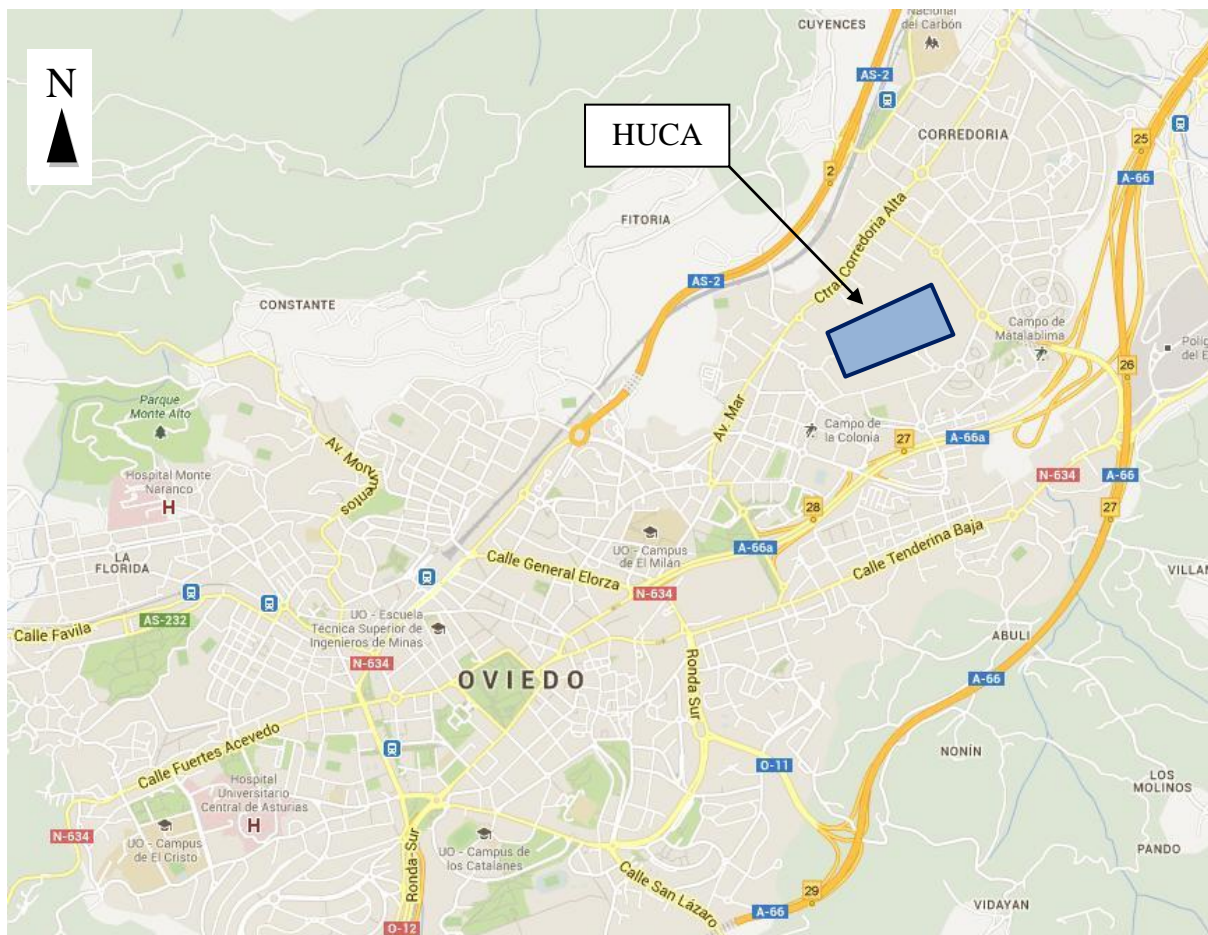 CUYENCES
Nacional
del Carbón
N
AS-2
HUCA
CORREDORIA
25
A-66
2
FITORIA
Ctra. Corredoria Alta
AS-2
CONSTANTE
Campo de
Matalablima
Políg
del E
26
Parque
Monte Alto
Av. Mar
Campo de
la Colonia
27
A-66a
Av. Monumentos
Hospital Monte
Naranco
H
N-634
A-66
28
27
UO - Campus
de El Milán
A-66a
Calle Tenderina Baja
LA
FLORIDA
Calle General Elorza
VILLAN
N-634
AS-232
Calle Favila
UO - Escuela
Técnica Superior de
Ingenieros de Minas
ABULI
N-634
OVIEDO
Ronda Sur
A-66
Calle Fuertes Acevedo
O-11
NONÍN
LOS
MOLINOS
Hospital
Universitario
Central de Asturias
H
N-634
UO - Campus
de El Cristo
Ronda-Sur
UO - Campus de
los Catalanes
PANDO
Calle San Lázaro
29
A-66
VIDAYAN
O-12